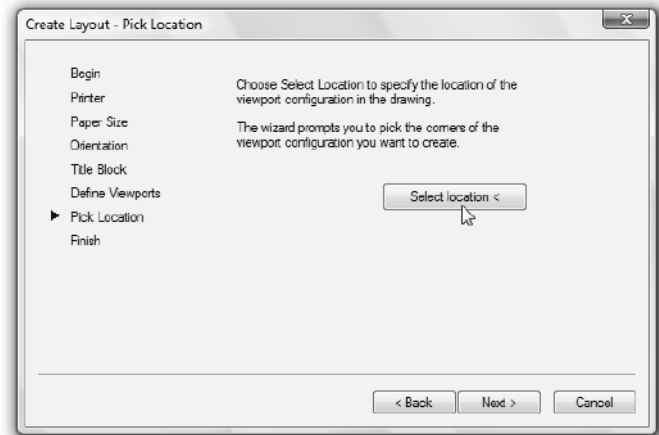 Create Layout - Pick Location
X
Begin
Printer
Paper Size
Orientation
Title Block
Define Viewports
Pick Location
Finish
Choose Select Location to specify the location of the
viewport configuration in the drawing.
The wizard prompts you to pick the corners of the
viewport configuration you want to create.
Select location <
< Back
Next >
Cancel